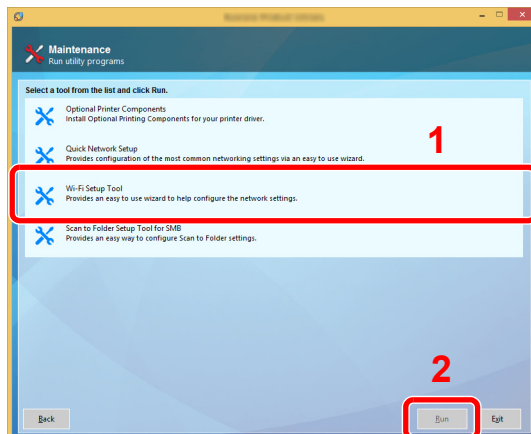 Maintenance
Run utility programs
Select a tool from the list and click Run.
Optional Printer Components
Install Optional Printing Components for your printer driver.
1
Quick Network Setup
Provides configuration of the most common networking settings via an easy to use wizard.
Wi-Fi Setup Tool
Provides an easy to use wizard to help configure the network settings.
Scan to Folder Setup Tool for SMB
Provides an easy way to configure Scan to Folder settings.
2
Back
Run
Exit